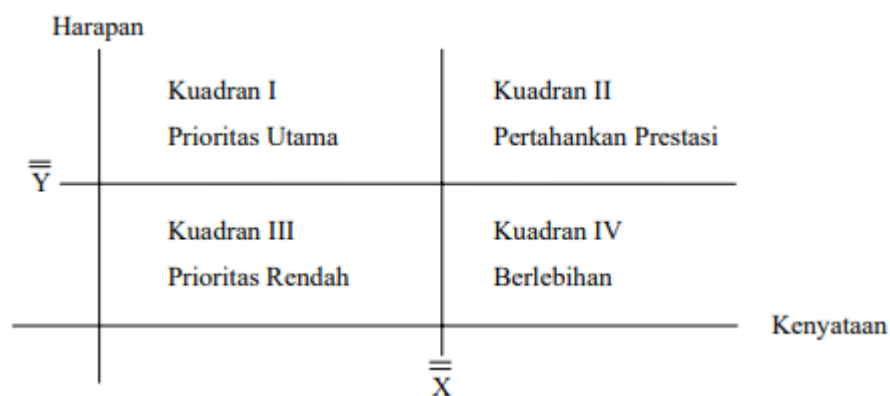 Harapan
Kuadran I
Prioritas Utama
Kuadran II
Pertahankan Prestasi
Y
Kuadran III
Prioritas Rendah
Kuadran IV
Berlebihan
Kenyataan
X